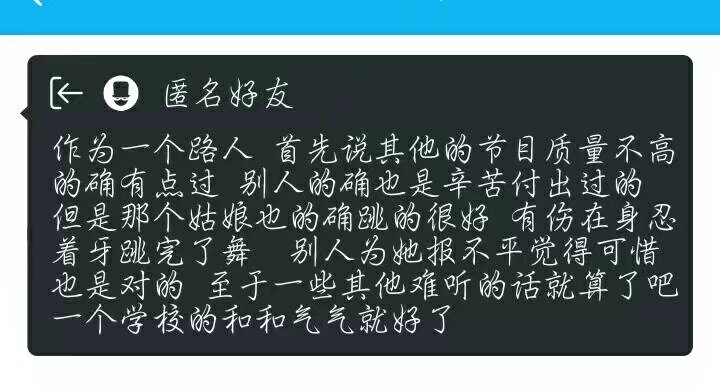 匿名好友
作为一个路人 首先说其他的节目质量不高
的确有点过 别人的确也是辛苦付出过的
但是那个姑娘也的确跳的很好 有伤在身忍
着牙跳完了舞 别人为她报不平觉得可惜
也是对的 至于一些其他难听的话就算了吧
一个学校的和和气气就好了